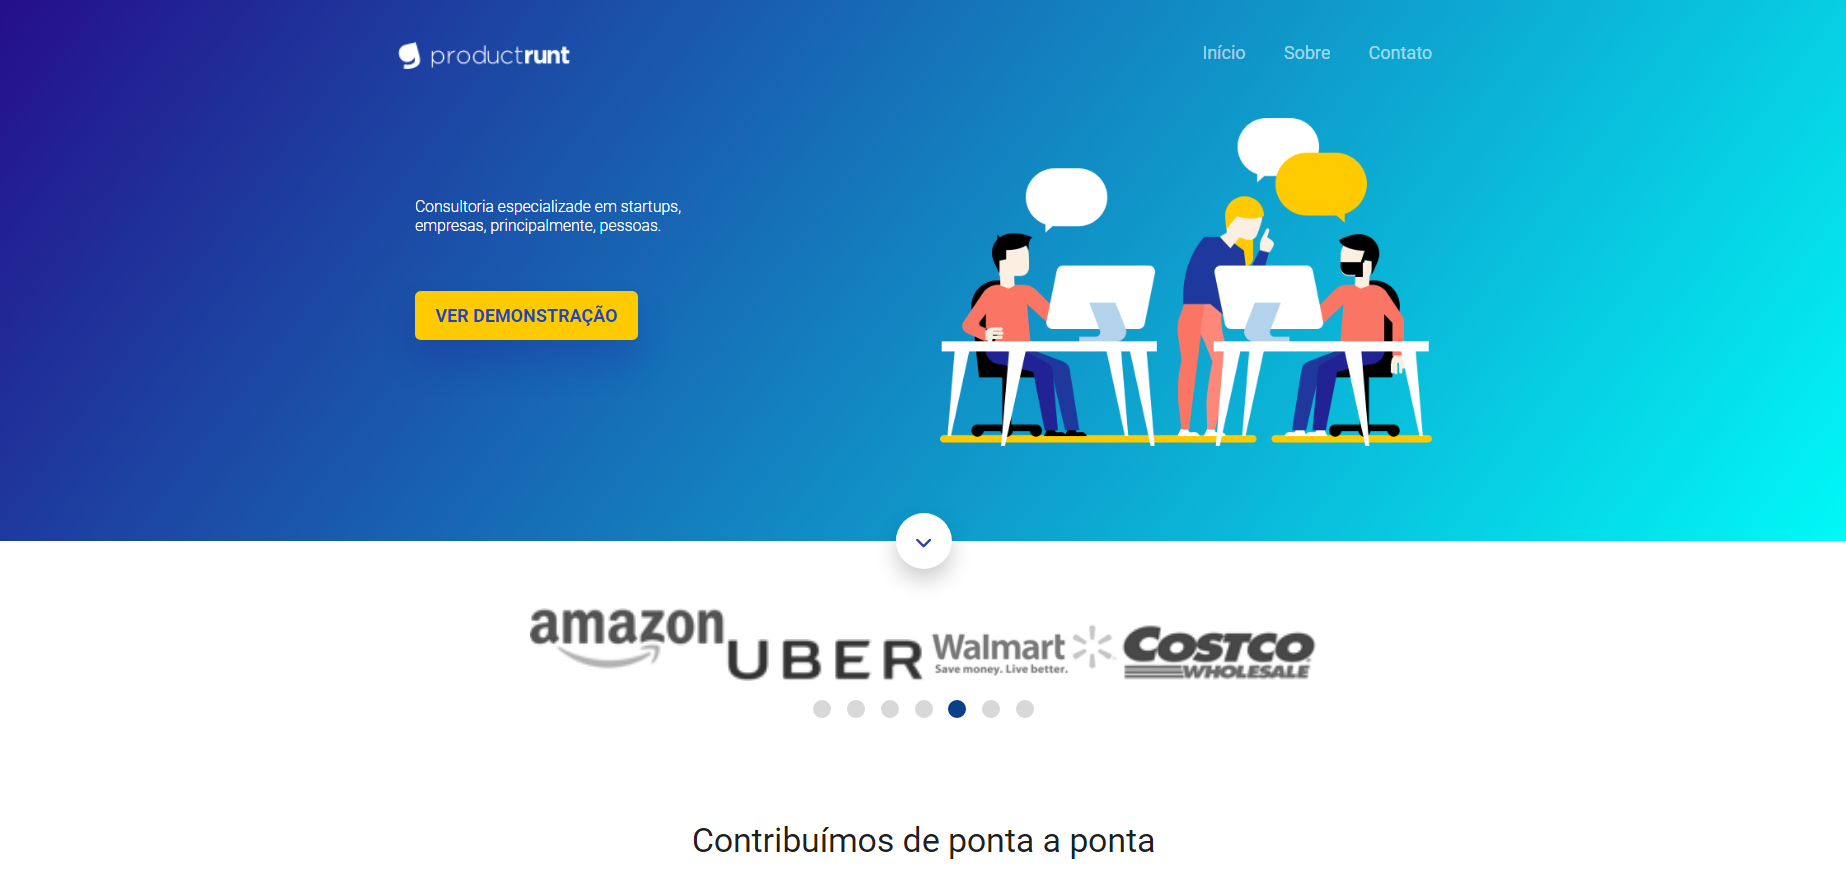 productrunt
Início Sobre Contato
Consultoria especializade em startups,
empresas, principalmente, pessoas.
VER DEMONSTRAÇÃO
amazon
UBER
Walmart
Save money. Live better.
COSTCO
WHOLESALE
Contribuímos de ponta a ponta